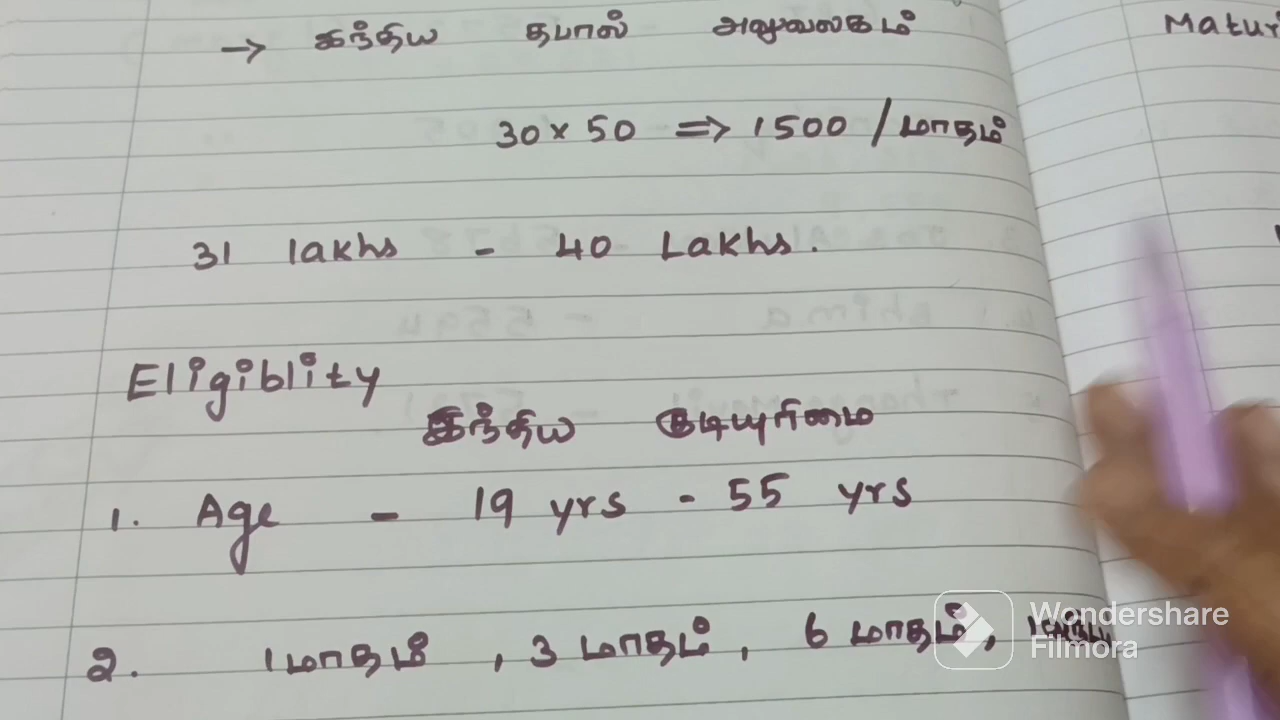 → இந்திய தபால் அலுவலகம்
30 × 50 => 1500 / மாதம்
31 lakhs - 40 Lakhs.
Eligiblity
இந்திய குடியுரிமை
1. Age - 19 yrs - 55 yrs
2. 1 மாதம் , 3 மாதம் , 6 மாதம்,
Matur
Wondershare
Filmora